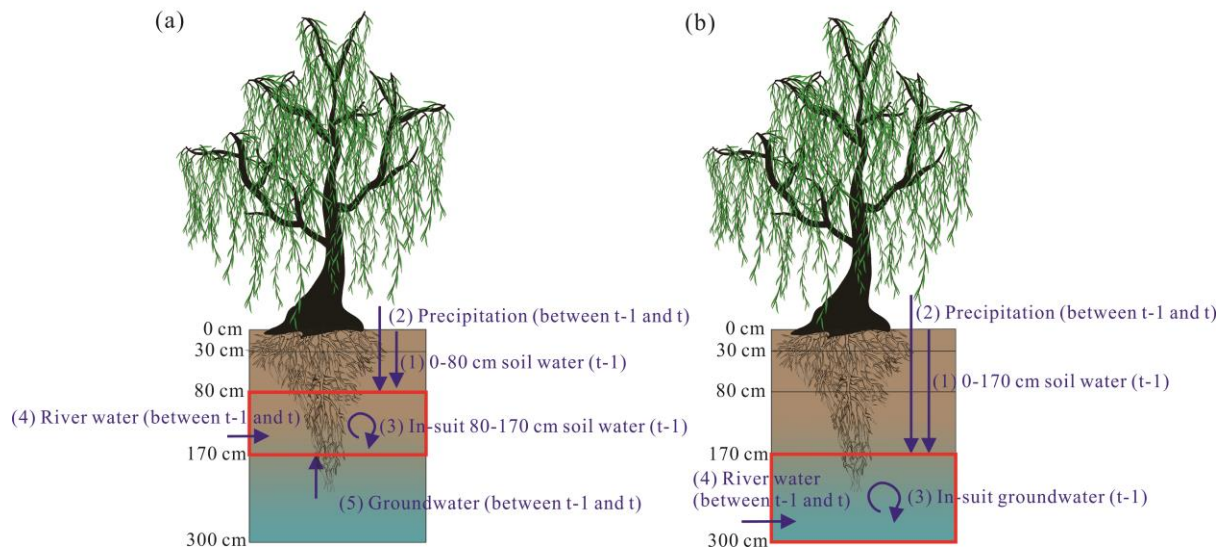 (a)
(2) Precipitation (between t-1 and t)
0 cm
30 cm
(1) 0-80 cm soil water (t-1)
80 cm
(4) River water (between t-1 and t)
(3) In-suit 80-170 cm soil water (t-1)
170 cm
(5) Groundwater (between t-1 and t)
300 cm
(b)
(2) Precipitation (between t-1 and t)
0 cm
30 cm
(1) 0-170 cm soil water (t-1)
80 cm
170 cm
(4) River water
(between t-1 and t)
(3) In-suit groundwater (t-1)
300 cm